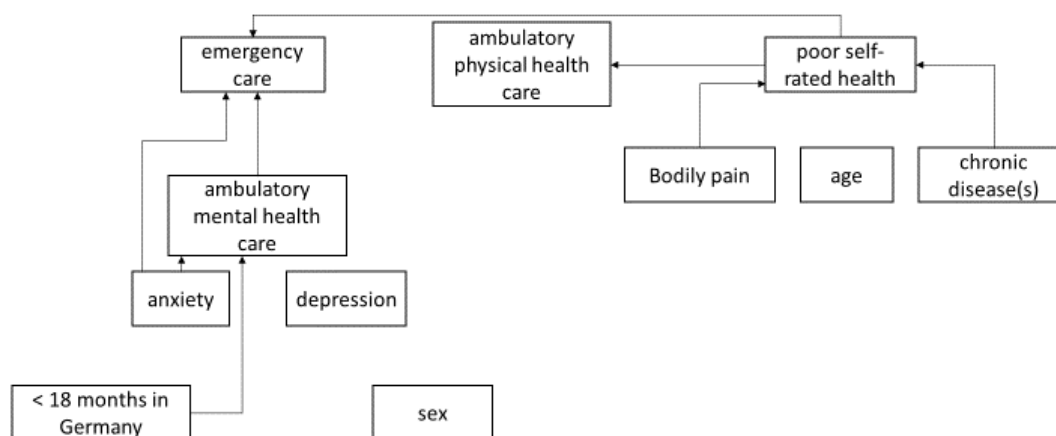 emergency
care
ambulatory
physical health
care
poor self-
rated health
Bodily pain
age
chronic
disease(s)
ambulatory
mental health
care
anxiety
depression
< 18 months in
Germany
sex